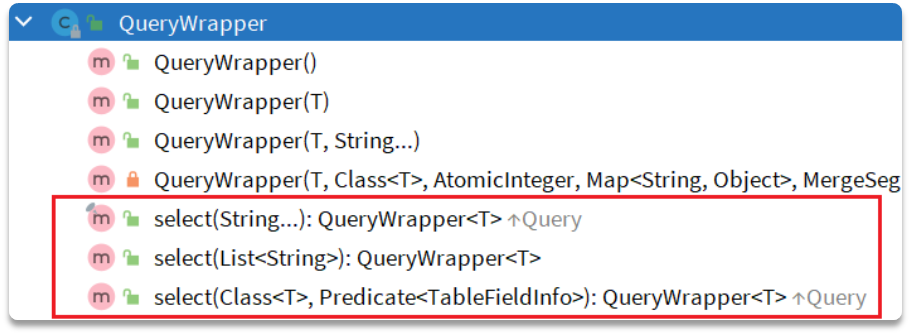 QueryWrapper
QueryWrapper()
QueryWrapper(T)
QueryWrapper(T, String...)
QueryWrapper(T, Class<T>, AtomicInteger, Map<String, Object>, MergeSeg
select(String...): QueryWrapper<T> ↑Query
select(List<String>): QueryWrapper<T>
select(Class<T>, Predicate<TableFieldInfo>): QueryWrapper<T> ↑Query